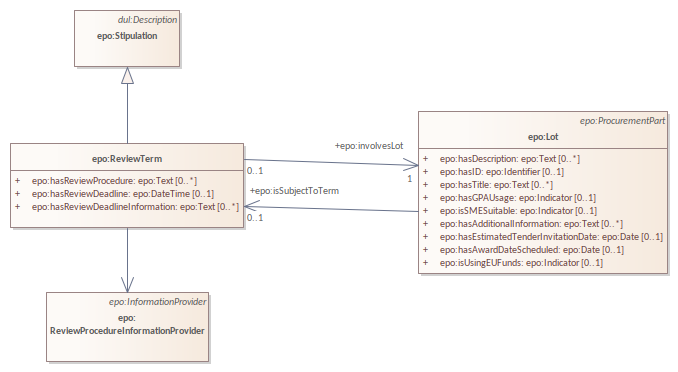 dul:Description
epo:Stipulation
epo:ReviewTerm
+ epo:hasReviewProcedure: epo:Text [0..*]
+ epo:hasReviewDeadline: epo:DateTime [0..1]
+ epo:hasReviewDeadlineInformation: epo:Text [0..*]
+epo:involvesLot
0..1
1
+epo:isSubjectToTerm
0..1
epo:ProcurementPart
epo:Lot
+ epo:hasDescription: epo:Text [0..*]
+ epo:hasID: epo:Identifier [0..1]
+ epo:hasTitle: epo:Text [0..*]
+ epo:hasGPAUsage: epo:Indicator [0..1]
+ epo:isSMESuitable: epo:Indicator [0..1]
+ epo:hasAdditionalInformation: epo:Text [0..*]
+ epo:hasEstimatedTenderInvitationDate: epo:Date [0..1]
+ epo:hasAwardDateScheduled: epo:Date [0..1]
+ epo:isUsingEUFunds: epo:Indicator [0..1]
epo:InformationProvider
epo:
ReviewProcedureInformationProvider